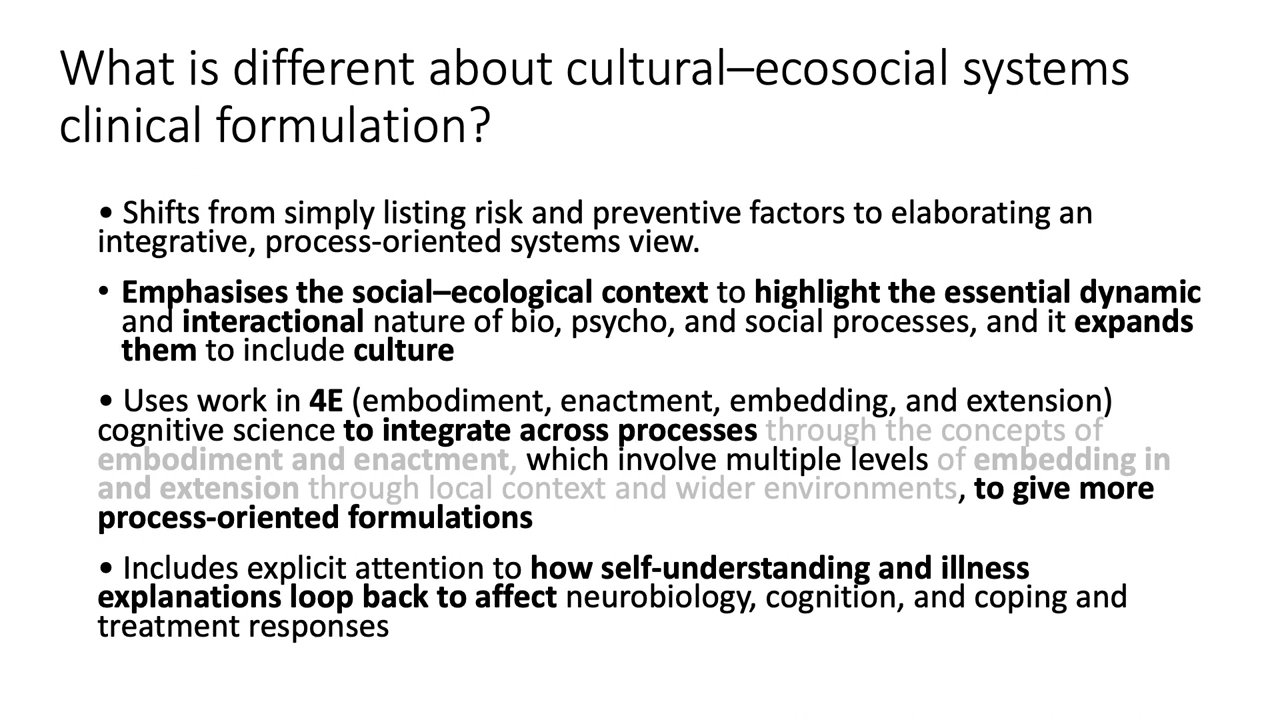 What is different about cultural–ecosocial systems
clinical formulation?
• Shifts from simply listing risk and preventive factors to elaborating an
integrative, process-oriented systems view.
• Emphasises the social–ecological context to highlight the essential dynamic
and interactional nature of bio, psycho, and social processes, and it expands
them to include culture
• Uses work in 4E (embodiment, enactment, embedding, and extension)
cognitive science to integrate across processes through the concepts of
embodiment and enactment, which involve multiple levels of embedding in
and extension through local context and wider environments, to give more
process-oriented formulations
• Includes explicit attention to how self-understanding and illness
explanations loop back to affect neurobiology, cognition, and coping and
treatment responses